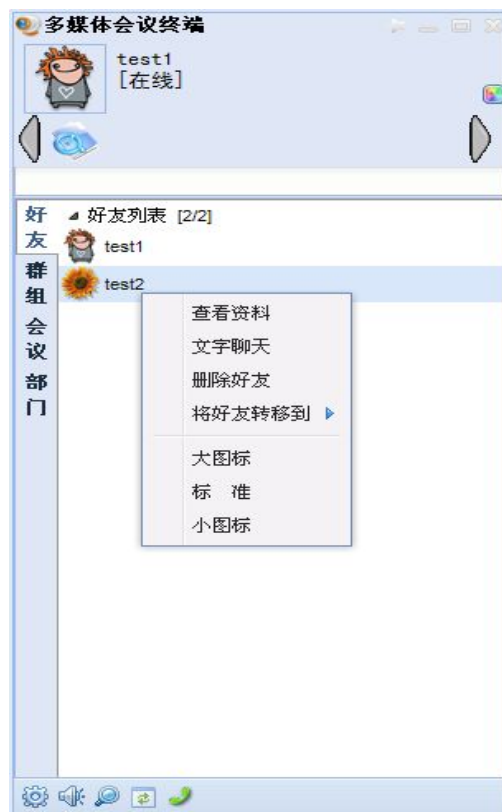 多媒体会议终端
test1
[在线]
好友
群组
会议
部门
好友列表 [2/2]
test1
test2
查看资料
文字聊天
删除好友
将好友转移到
大图标
标 准
小图标